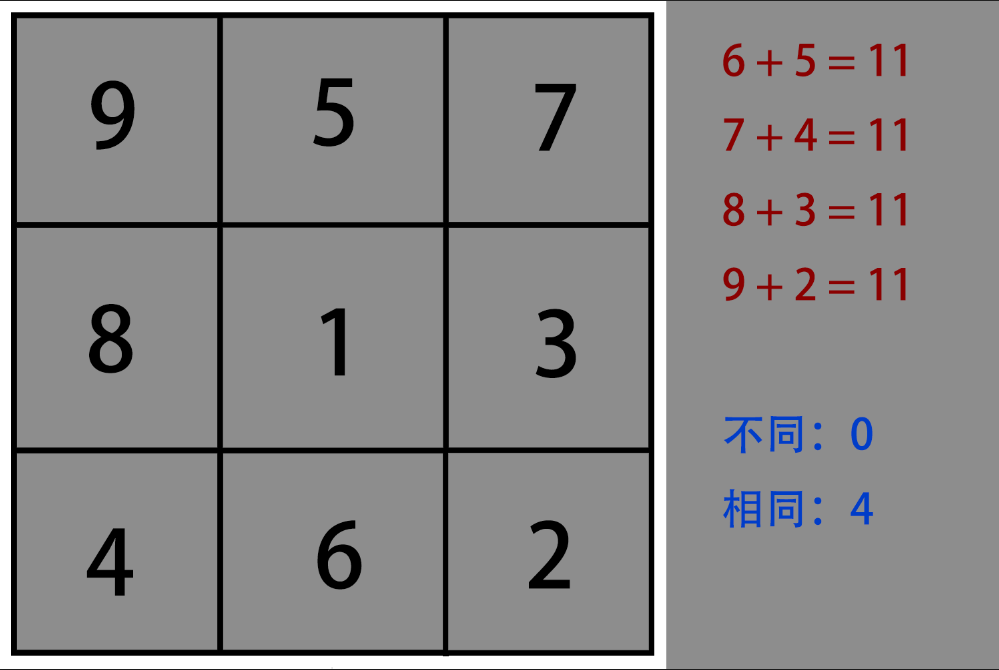 9 5 7
8 1 3
4 6 2
6 + 5 = 11
7 + 4 = 11
8 + 3 = 11
9 + 2 = 11
不同：0
相同：4